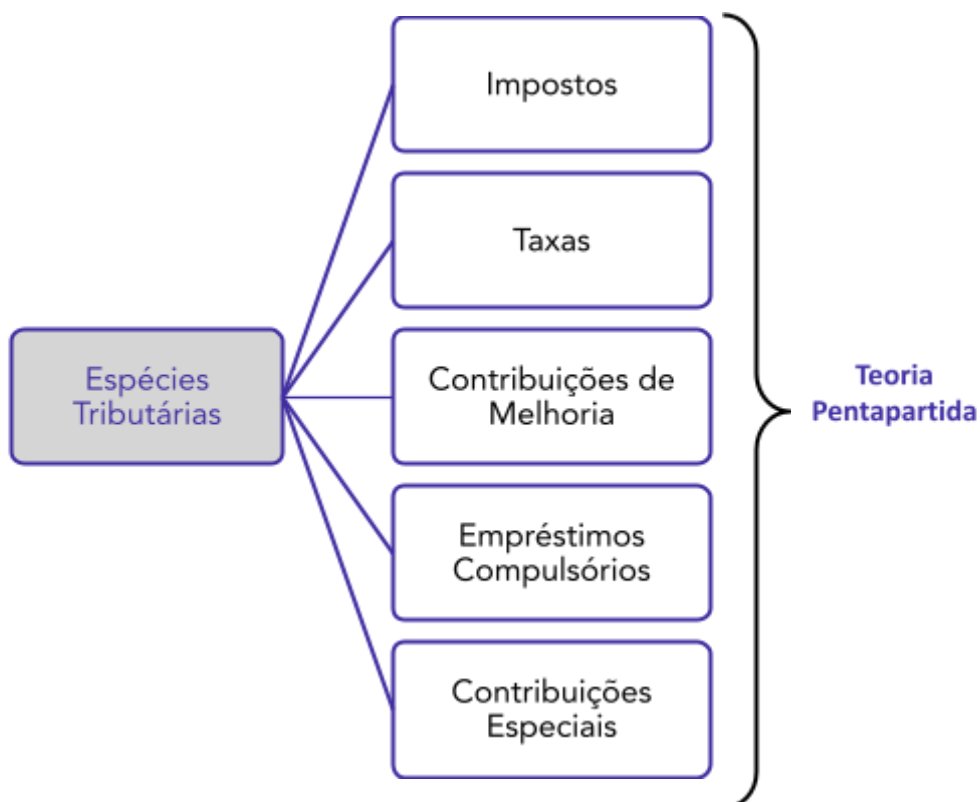 Espécies
Tributárias
Impostos
Taxas
Contribuições de
Melhoria
Empréstimos
Compulsórios
Contribuições
Especiais
Teoria
Pentapartida